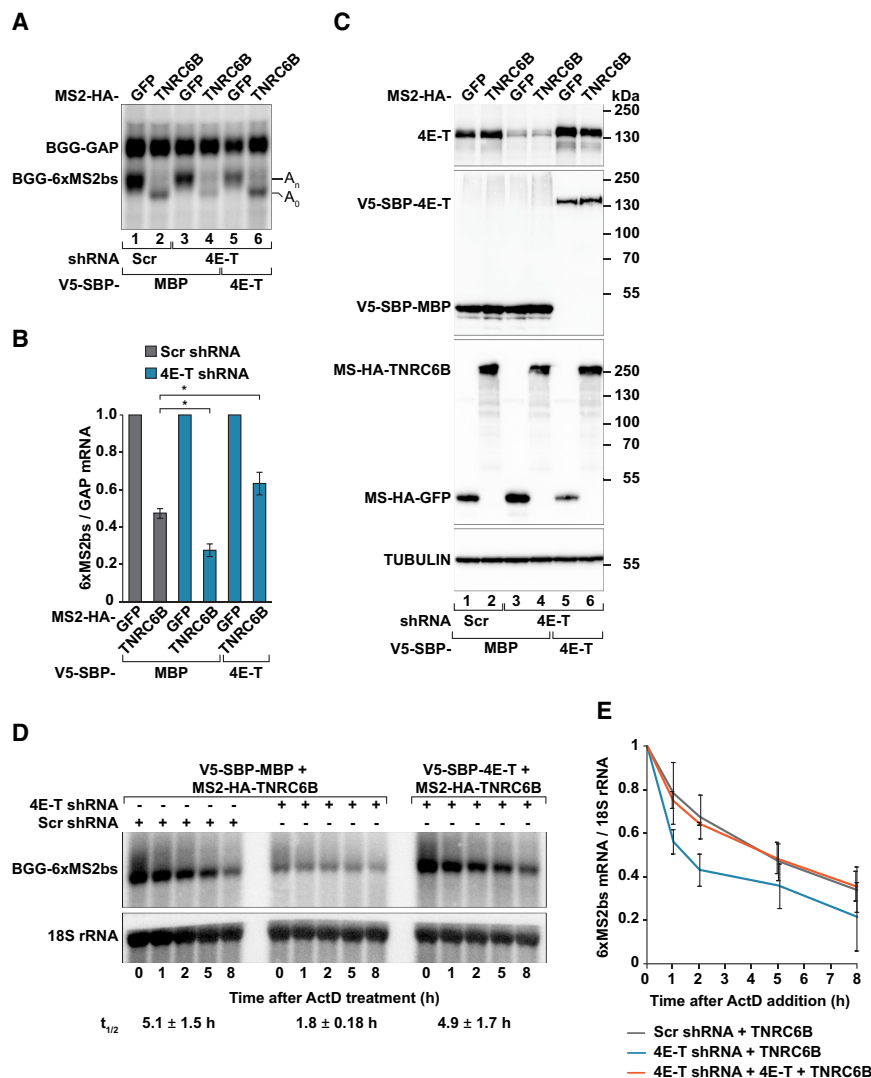 A
MS2-HA- GFP TNRC6B GFP TNRC6B GFP TNRC6B
BGG-GAP
BGG-6xMS2bs
An
A0
1 2 3 4 5 6
shRNA Scr 4E-T
V5-SBP- MBP 4E-T
B
Scr shRNA
4E-T shRNA
* 
*
6xMS2bs / GAP mRNA
1.0
0.8
0.6
0.4
0.2
0
MS2-HA- GFP TNRC6B GFP TNRC6B GFP TNRC6B
V5-SBP- MBP 4E-T
C
MS2-HA- GFP TNRC6B GFP TNRC6B GFP TNRC6B kDa
250
4E-T 130
250
V5-SBP-4E-T 130
100
70
55
V5-SBP-MBP
MS-HA-TNRC6B 250
130
100
70
55
MS-HA-GFP
TUBULIN 55
1 2 3 4 5 6
shRNA Scr 4E-T
V5-SBP- MBP 4E-T
D
V5-SBP-MBP + V5-SBP-4E-T +
MS2-HA-TNRC6B MS2-HA-TNRC6B
4E-T shRNA - - - - - + + + + + + + + + +
Scr shRNA + + + + + - - - - - - - - - -
BGG-6xMS2bs
18S rRNA
0 1 2 5 8 0 1 2 5 8 0 1 2 5 8
Time after ActD treatment (h)
t1/2 5.1 ± 1.5 h 1.8 ± 0.18 h 4.9 ± 1.7 h
E
6xMS2bs mRNA / 18S rRNA
1
0.8
0.6
0.4
0.2
0
0 1 2 3 4 5 6 7 8
Time after ActD addition (h)
Scr shRNA + TNRC6B
4E-T shRNA + TNRC6B
4E-T shRNA + 4E-T + TNRC6B